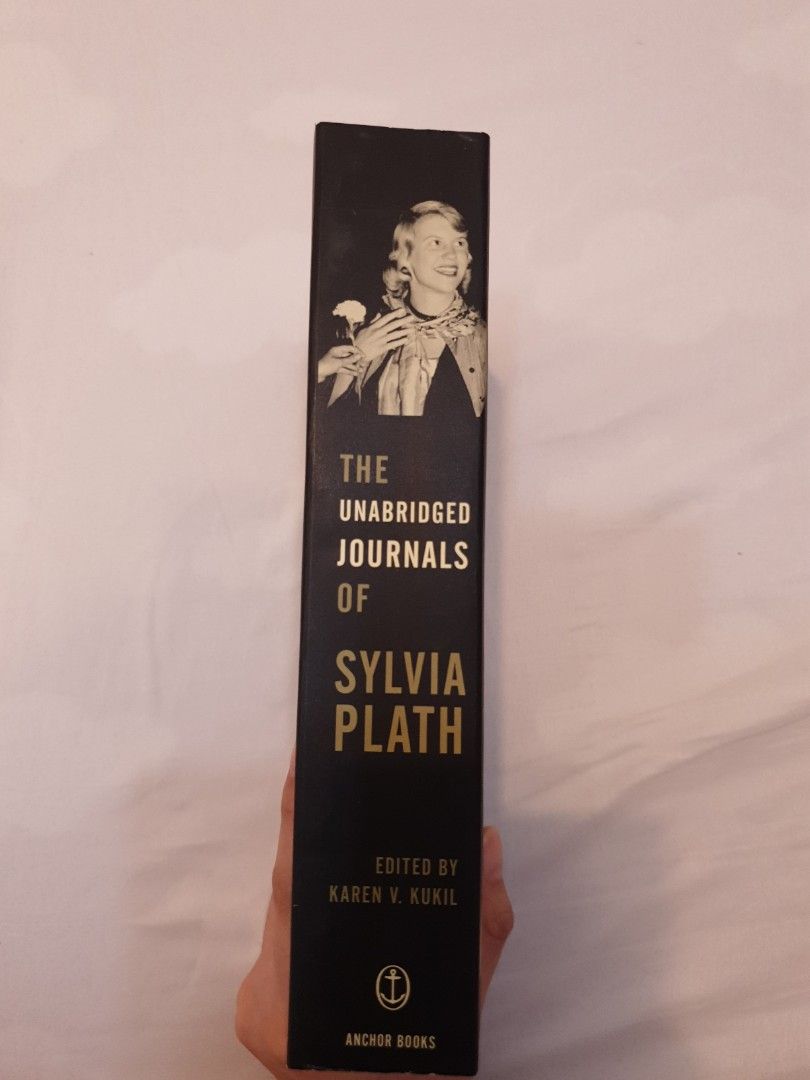 THE
UNABRIDGED
JOURNALS
OF
SYLVIA
PLATH
EDITED BY
KAREN V. KUKIL
ANCHOR BOOKS